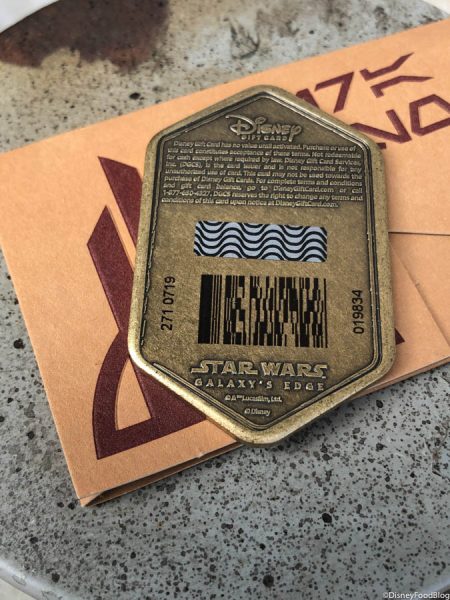 Disney
GIFT CARD
Disney Gift Card has no value until activated. Purchase or use of
this card constitutes acceptance of these terms. Not redeemable
for cash except where required by law. Disney Gift Card Services,
Inc. (DGCS), is the card issuer and is not responsible for any
unauthorized use of card. This card may not be used towards the
purchase of Disney Gift Cards. For complete terms and conditions
and gift card balance, go to DisneyGiftCard.com or call
1-877-650-4327. DGCS reserves the right to change any terms and
conditions of this card upon notice at DisneyGiftCard.com.
271 0719
019834
STAR WARS
GALAXY'S EDGE
© & ™ Lucasfilm, Ltd.
© Disney
©DisneyFoodBlog